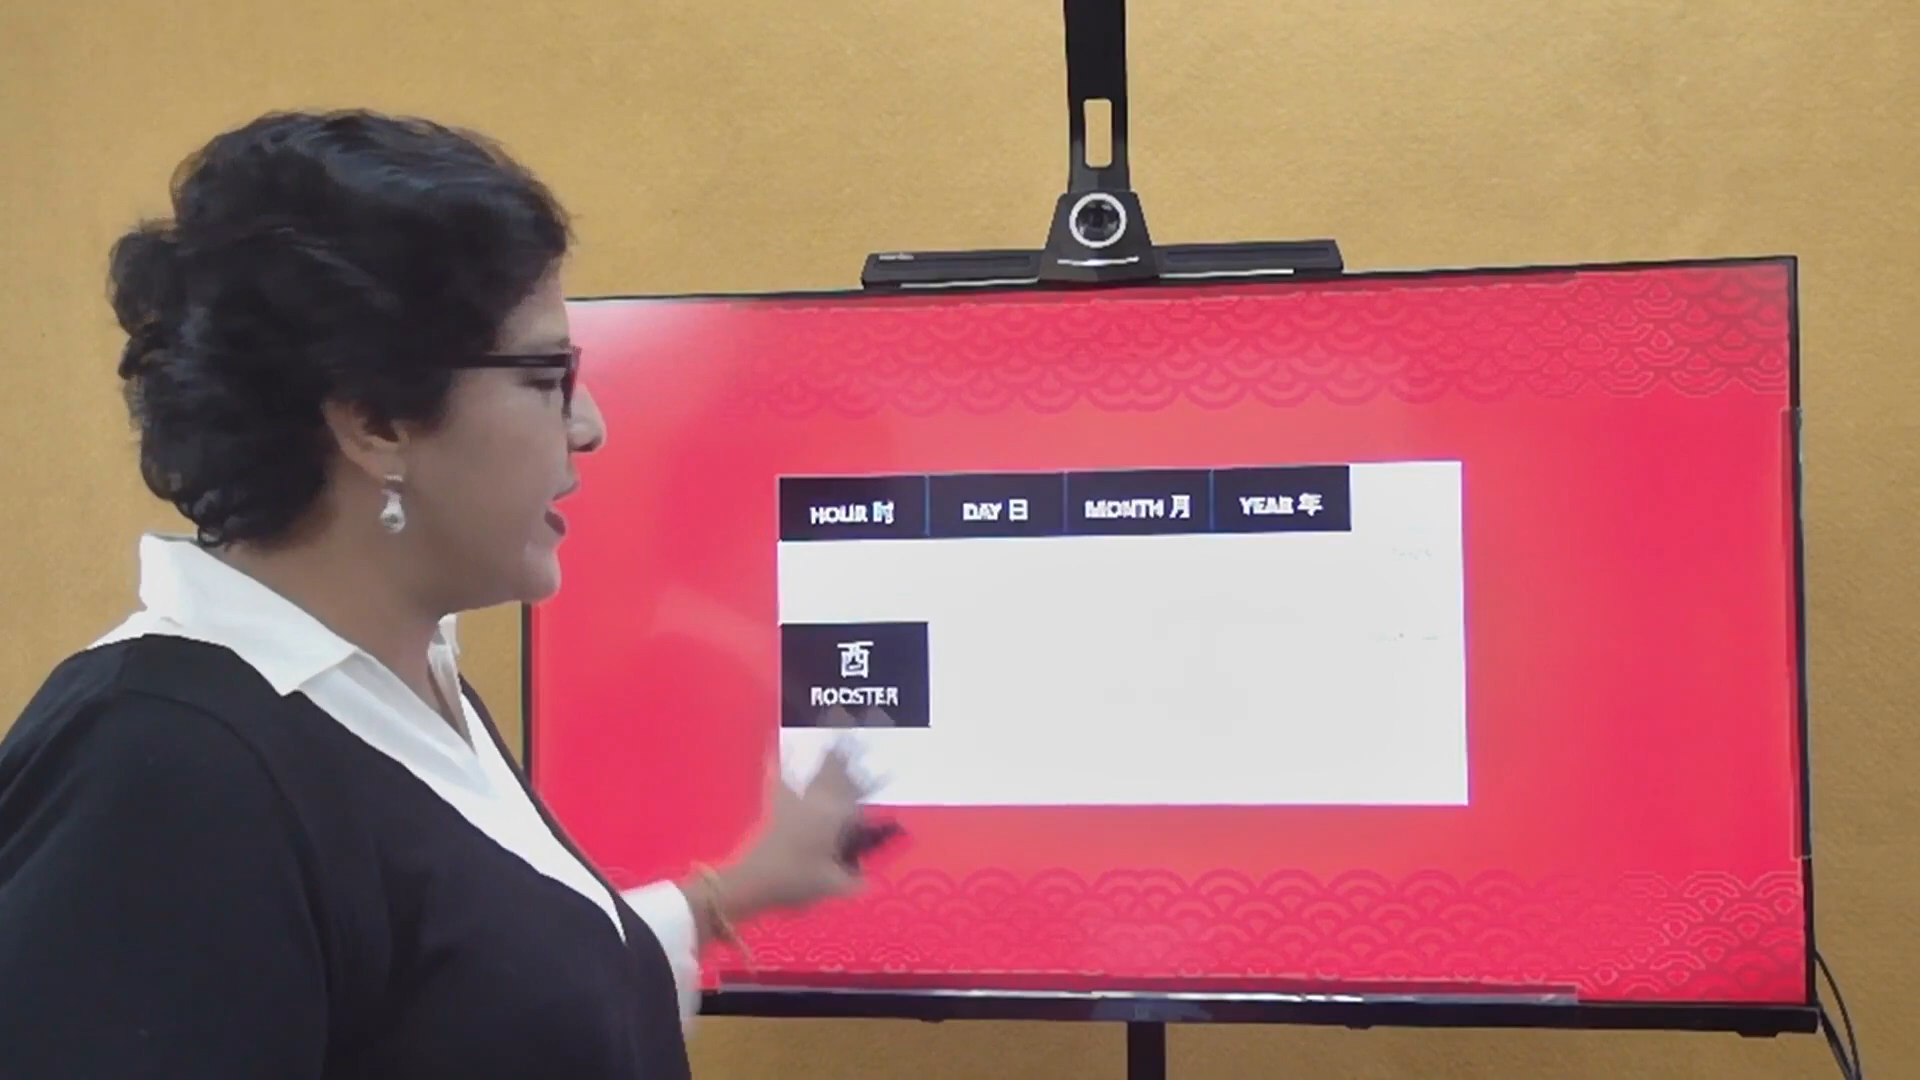 HOUR 时
DAY 日
MONTH 月
YEAR 年
酉
ROOSTER